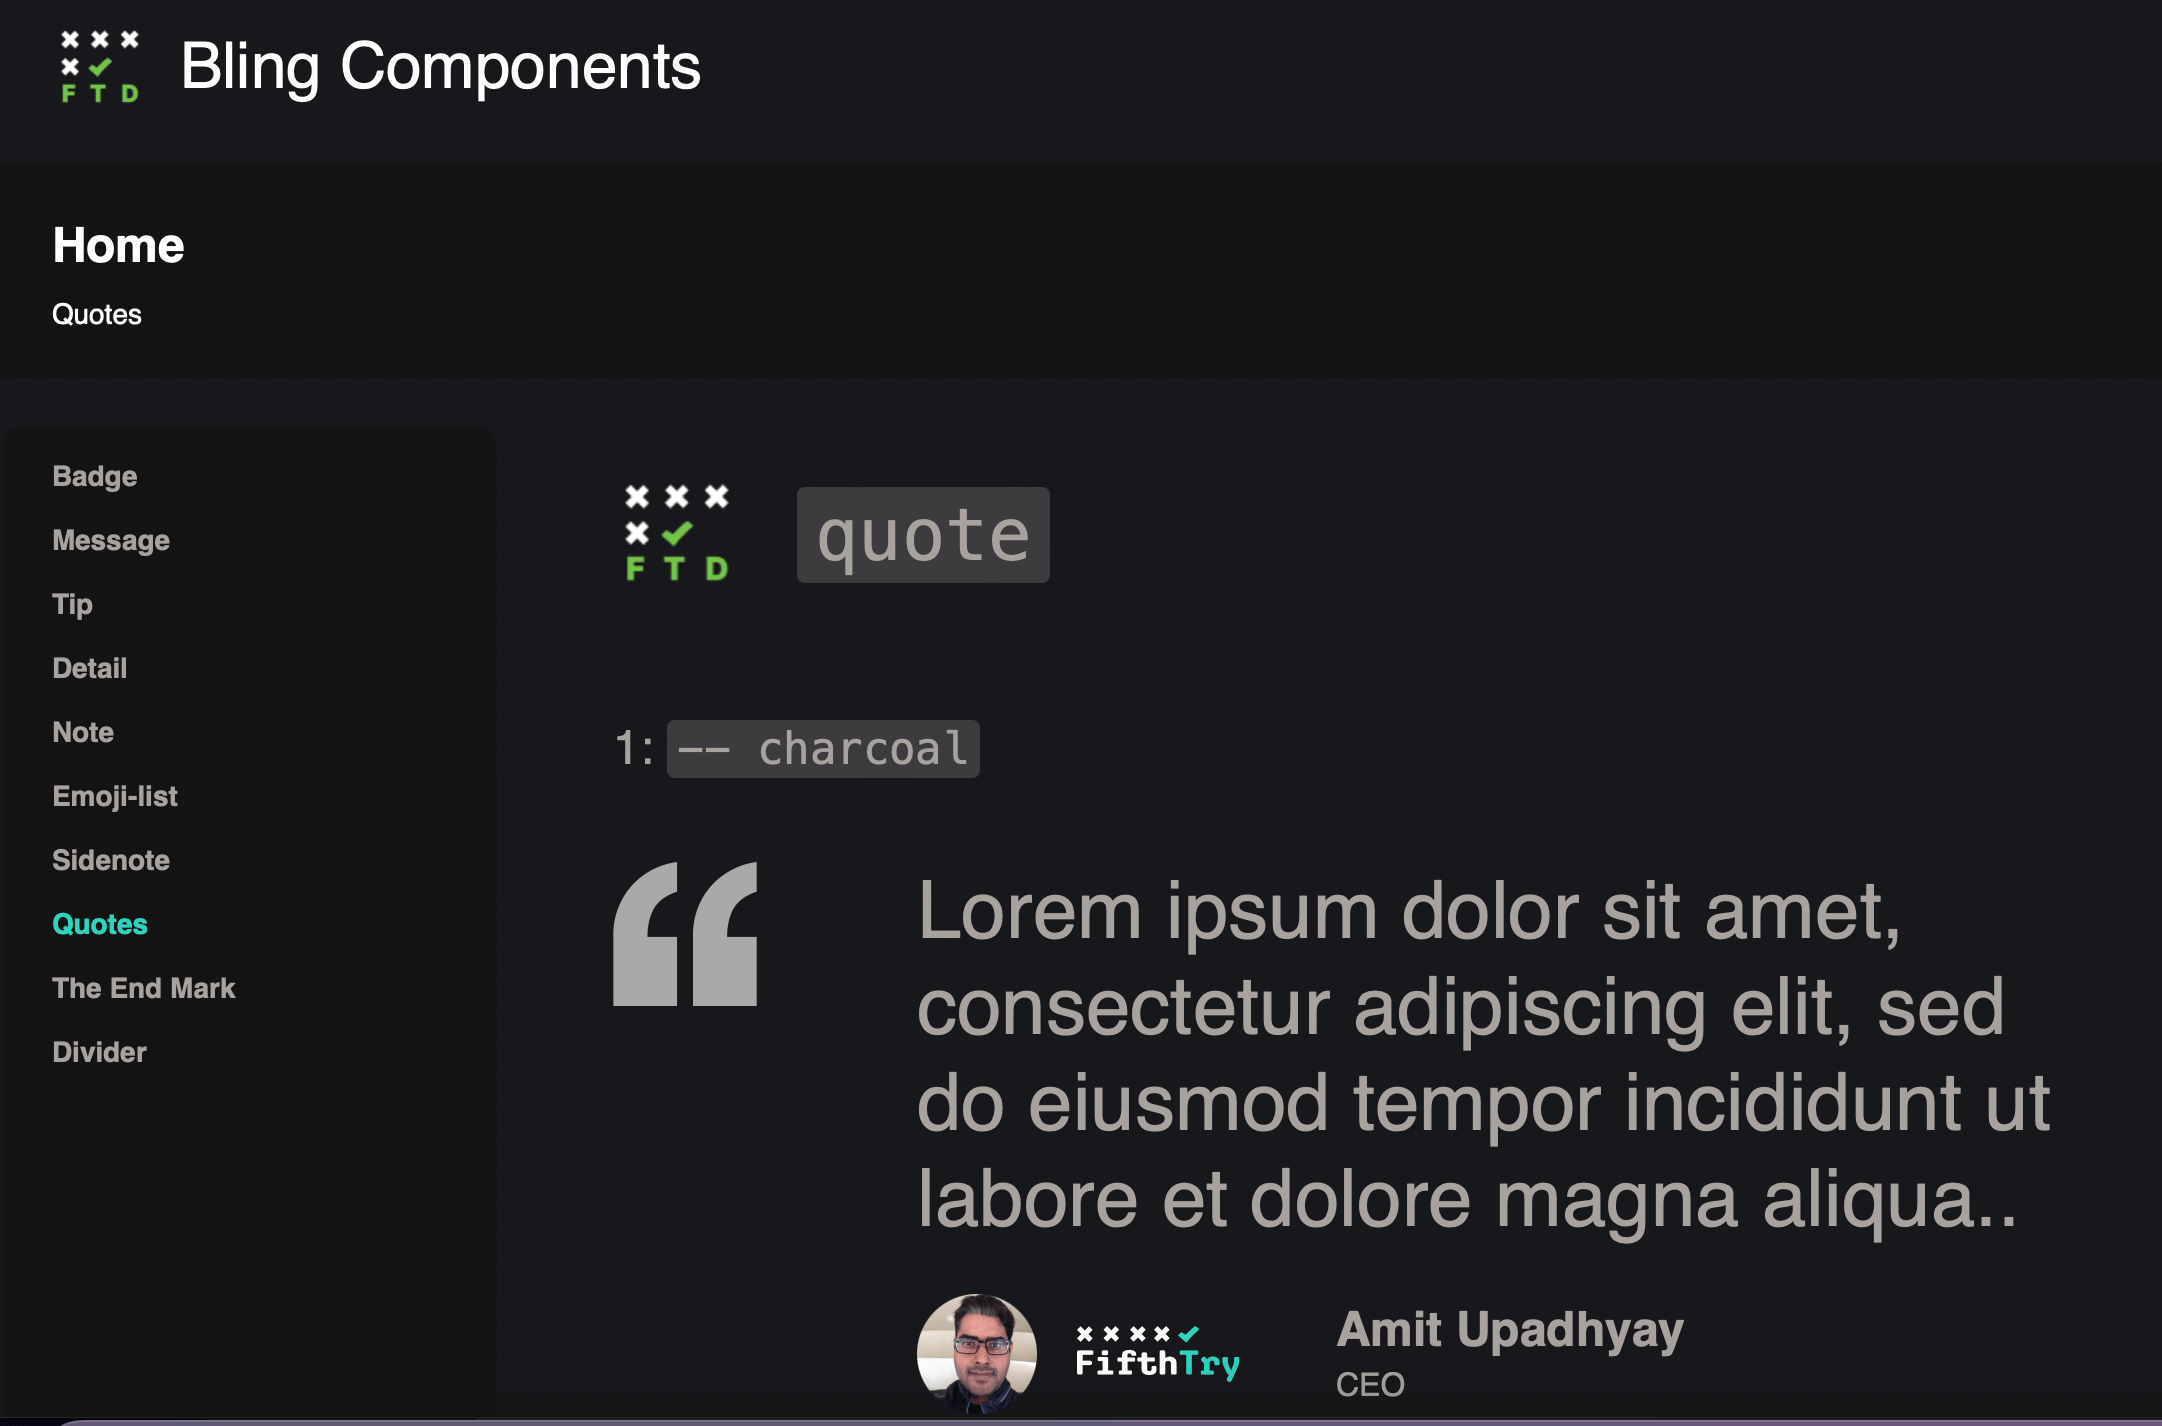 FTD
Bling Components
Home
Quotes
Badge
Message
Tip
Detail
Note
Emoji-list
Sidenote
Quotes
The End Mark
Divider
FTD
quote
1: -- charcoal
“
Lorem ipsum dolor sit amet,
consectetur adipiscing elit, sed
do eiusmod tempor incididunt ut
labore et dolore magna aliqua..
FifthTry
Amit Upadhyay
CEO